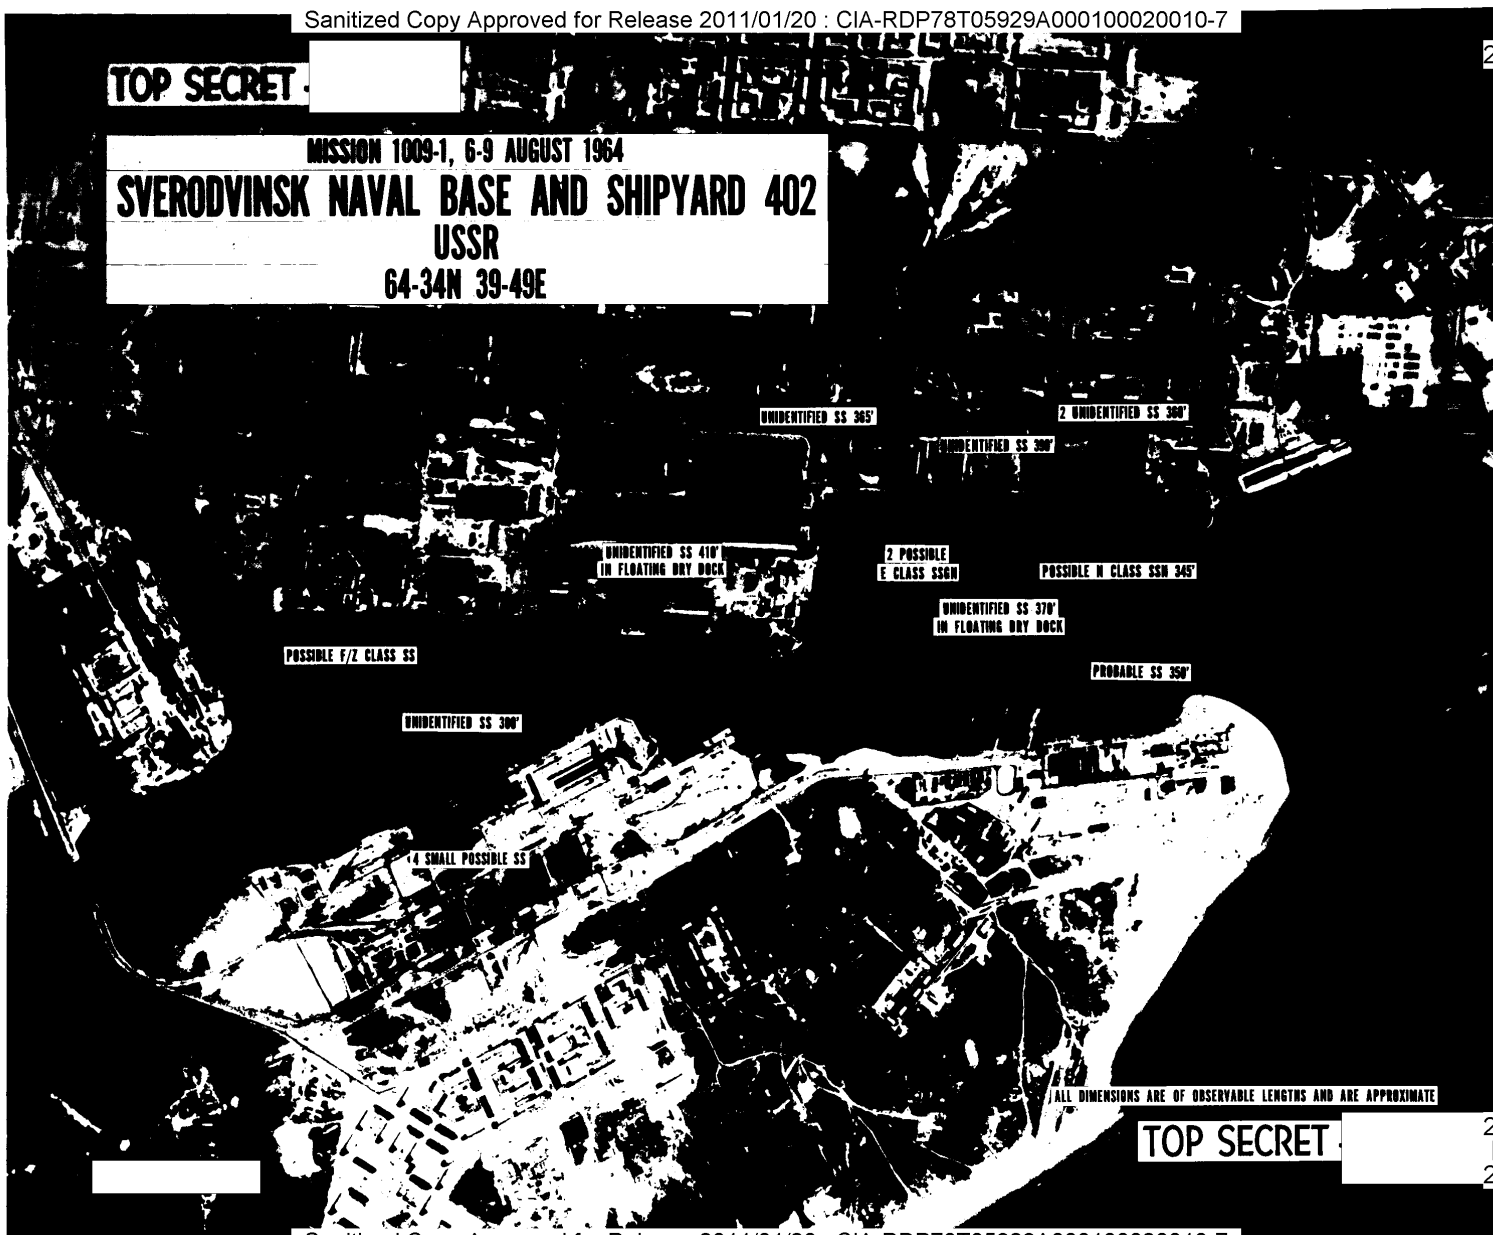 Sanitized Copy Approved for Release 2011/01/20 : CIA-RDP78T05929A000100020010-7
TOP SECRET
MISSION 1009-1, 6-9 AUGUST 1964
SVERODVINSK NAVAL BASE AND SHIPYARD 402
USSR
64-34N 39-49E
UNIDENTIFIED SS 365'
2 UNIDENTIFIED SS 360'
UNIDENTIFIED SS 390'
UNIDENTIFIED SS 410'
IN FLOATING DRY DOCK
2 POSSIBLE
E CLASS SSGN
POSSIBLE N CLASS SSN 345'
UNIDENTIFIED SS 370'
IN FLOATING DRY DOCK
POSSIBLE F/Z CLASS SS
PROBABLE SS 350'
UNIDENTIFIED SS 300'
4 SMALL POSSIBLE SS
ALL DIMENSIONS ARE OF OBSERVABLE LENGTHS AND ARE APPROXIMATE
TOP SECRET